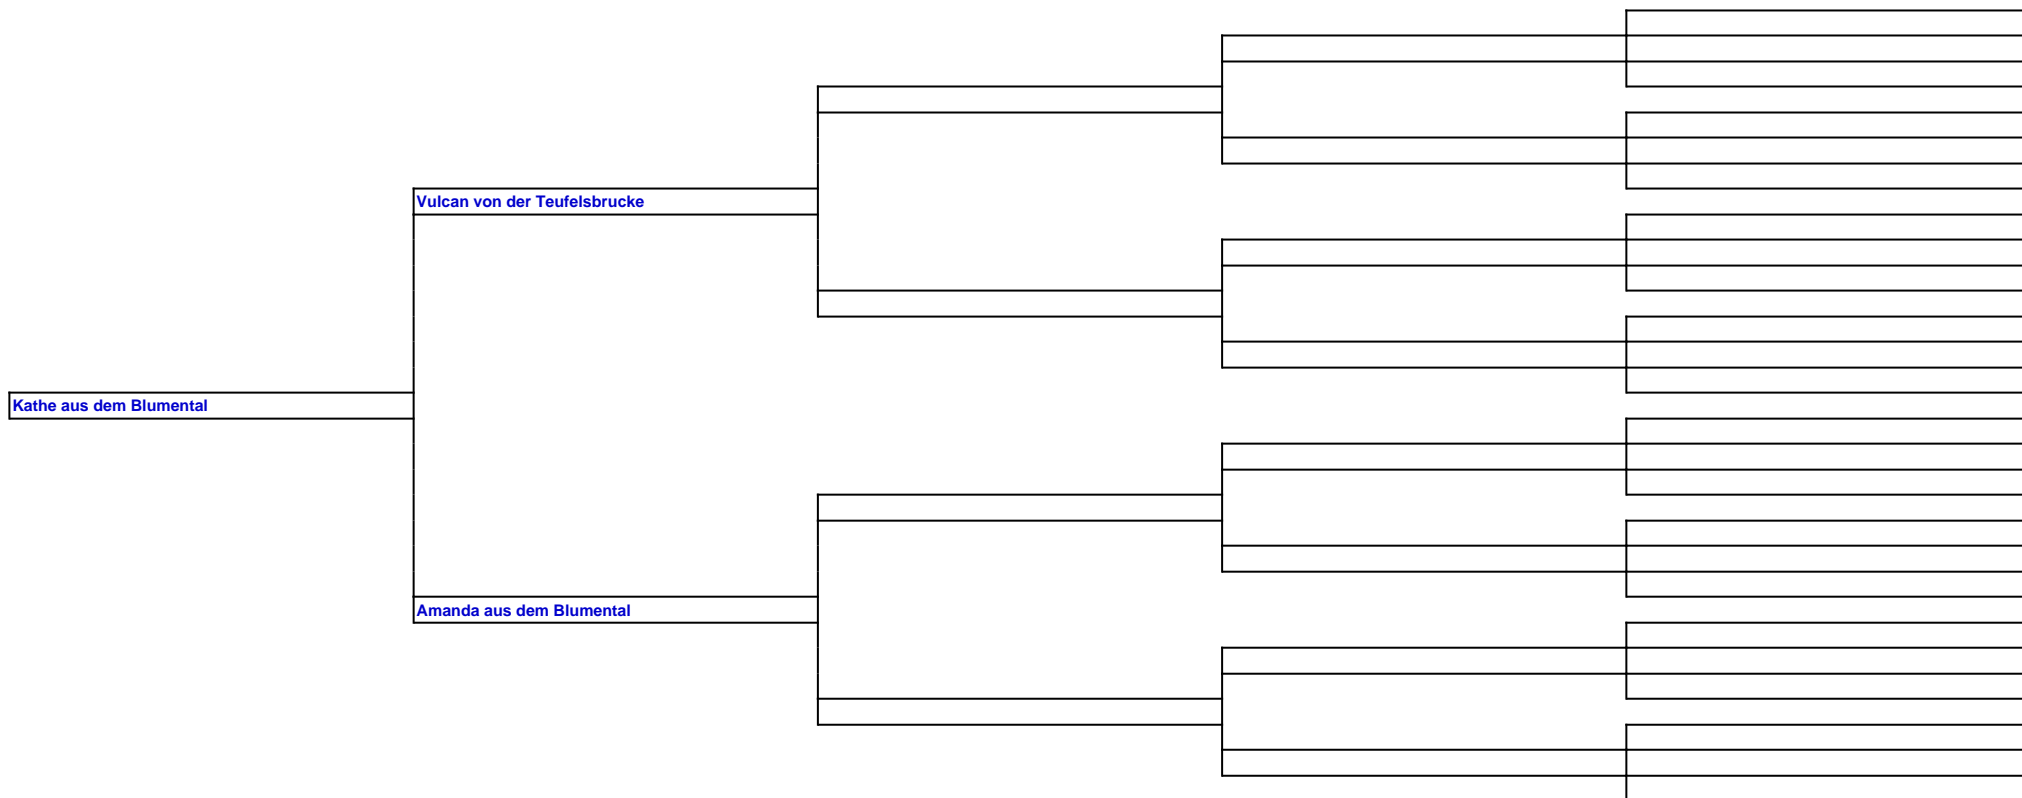 Vulcan von der Teufelsbrucke
Kathe aus dem Blumental
Amanda aus dem Blumental